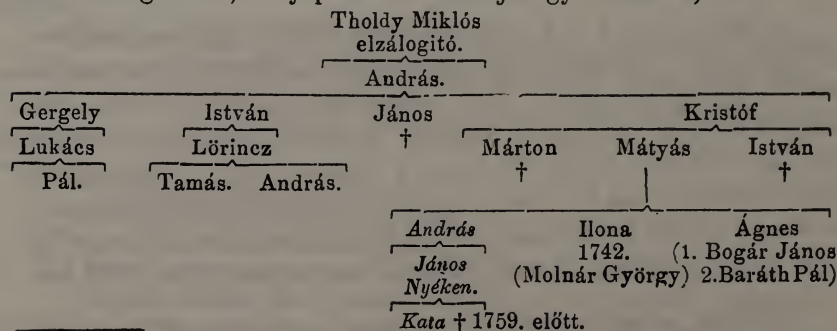 Tholdy Miklós
elzálogitó.
András.
Gergely István János Kristóf
Lukács Lörincz † Márton Mátyás István
Pál. Tamás. András. † †
András Ilona Ágnes
János 1742. (1. Bogár János
Nyéken. (Molnár György) 2. Baráth Pál)
Kata † 1759. előtt.